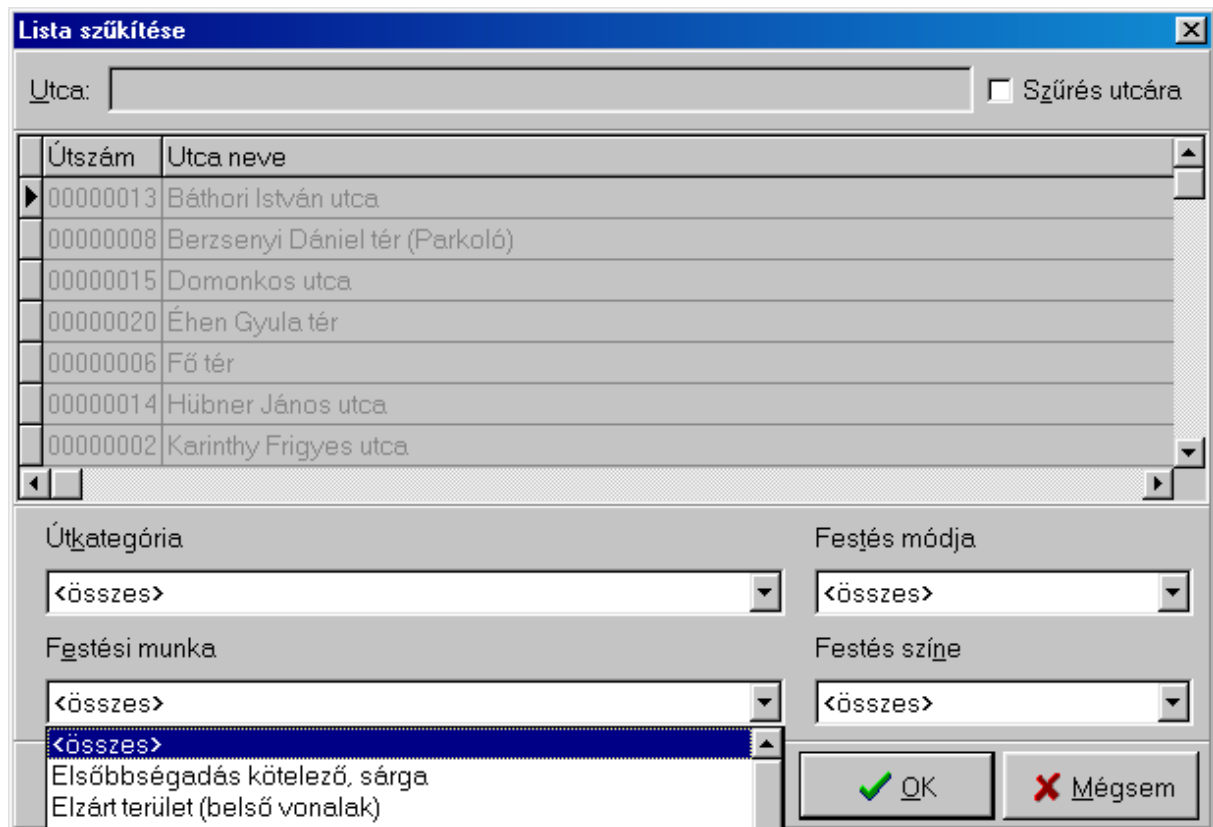 Lista szűkítése
Utca: Szűrés utcára
Útszám Utca neve
00000013 Báthori István utca
00000008 Berzsenyi Dániel tér (Parkoló)
00000015 Domonkos utca
00000020 Éhen Gyula tér
00000006 Fő tér
00000014 Hübner János utca
00000002 Karinthy Frigyes utca
Útkategória Festés módja
<összes> <összes>
Festési munka Festés színe
<összes> <összes>
<összes>
Elsőbbségadás kötelező, sárga
Elzárt terület (belső vonalak)
OK Mégsem